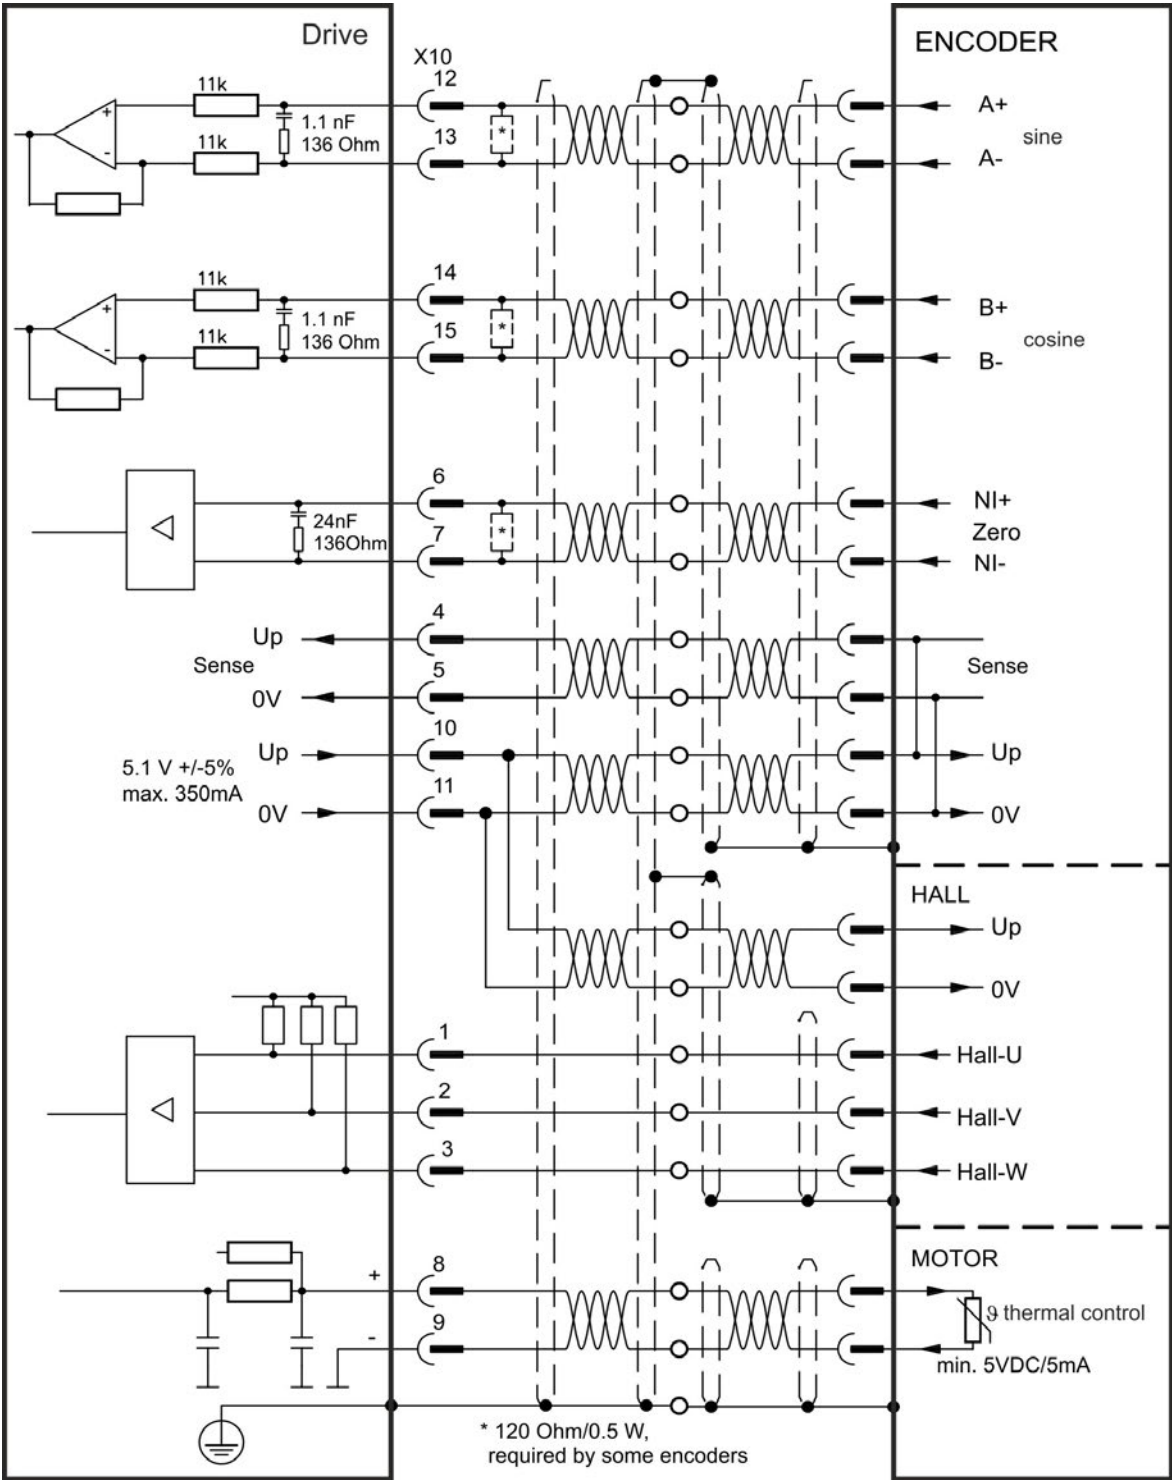 Drive
X10
ENCODER
12
11k
A+
1.1 nF
136 Ohm
*
sine
13
11k
A-
14
11k
B+
1.1 nF
136 Ohm
*
cosine
15
11k
B-
6
NI+
24nF
136Ohm
*
Zero
7
NI-
4
Up
Sense
Sense
5
0V
10
Up
Up
5.1 V +/-5%
max. 350mA
11
0V
0V
HALL
Up
0V
1
Hall-U
2
Hall-V
3
Hall-W
MOTOR
8
+
ϑ thermal control
9
-
min. 5VDC/5mA
* 120 Ohm/0.5 W,
required by some encoders
+
-
+
-